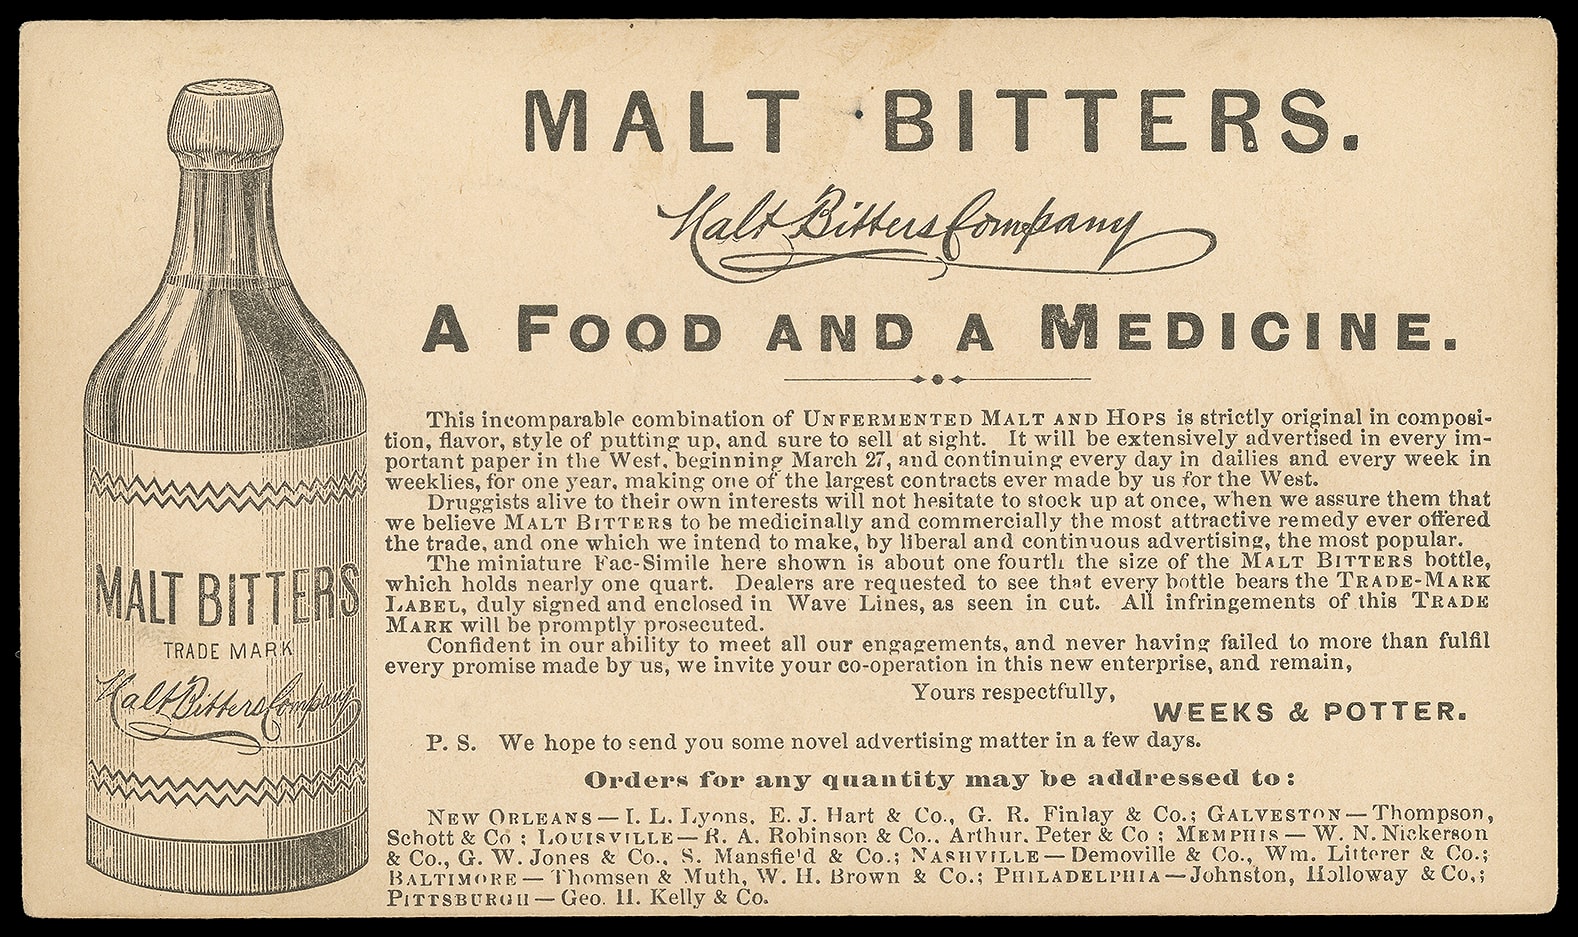 MALT BITTERS.
Malt Bitters Company
A FOOD AND A MEDICINE.
This incomparable combination of UNFERMENTED MALT AND HOPS is strictly original in composi-
tion, flavor, style of putting up, and sure to sell at sight. It will be extensively advertised in every im-
portant paper in the West, beginning March 27, and continuing every day in dailies and every week in
weeklies, for one year, making one of the largest contracts ever made by us for the West.
Druggists alive to their own interests will not hesitate to stock up at once, when we assure them that
we believe MALT BITTERS to be medicinally and commercially the most attractive remedy ever offered
the trade, and one which we intend to make, by liberal and continuous advertising, the most popular.
The miniature Fac-Simile here shown is about one fourth the size of the MALT BITTERS bottle,
which holds nearly one quart. Dealers are requested to see that every bottle bears the TRADE-MARK
LABEL, duly signed and enclosed in Wave Lines, as seen in cut. All infringements of this TRADE
MARK will be promptly prosecuted.
Confident in our ability to meet all our engagements, and never having failed to more than fulfil
every promise made by us, we invite your co-operation in this new enterprise, and remain,
Yours respectfully,
WEEKS & POTTER.
P. S. We hope to send you some novel advertising matter in a few days.
Orders for any quantity may be addressed to:
NEW ORLEANS—I. L. Lyons, E. J. Hart & Co., G. R. Finlay & Co.; GALVESTON—Thompson,
Schott & Co ; LOUISVILLE—R. A. Robinson & Co., Arthur. Peter & Co ; MEMPHIS—W. N. Nickerson
& Co., G. W. Jones & Co., S. Mansfield & Co.; NASHVILLE—Demoville & Co., Wm. Litterer & Co.;
BALTIMORE—Thomsen & Muth, W. H. Brown & Co.; PHILADELPHIA—Johnston, Holloway & Co,;
PITTSBURGH—Geo. H. Kelly & Co.
MALT BITTERS
TRADE MARK
Malt Bitters Company